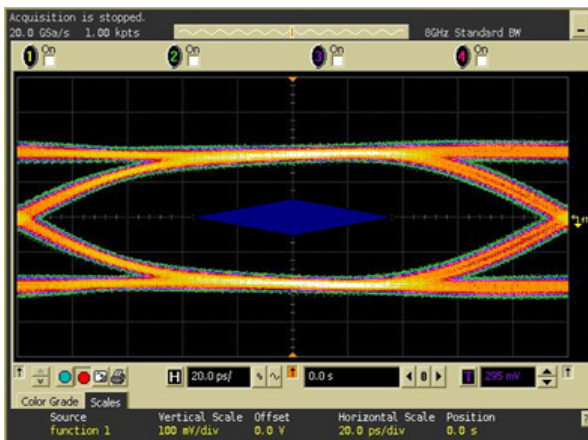 Acquisition is stopped.
20.0 GSa/s 1.00 kpts
8GHz Standard BW
1 On 2 On 3 On 4 On
H 20.0 ps/ 0.0 s 0 T 295 mV
Color Grade Scales
Source Vertical Scale Offset Horizontal Scale Position
function 1 100 mV/div 0.0 V 20.0 ps/div 0.0 s